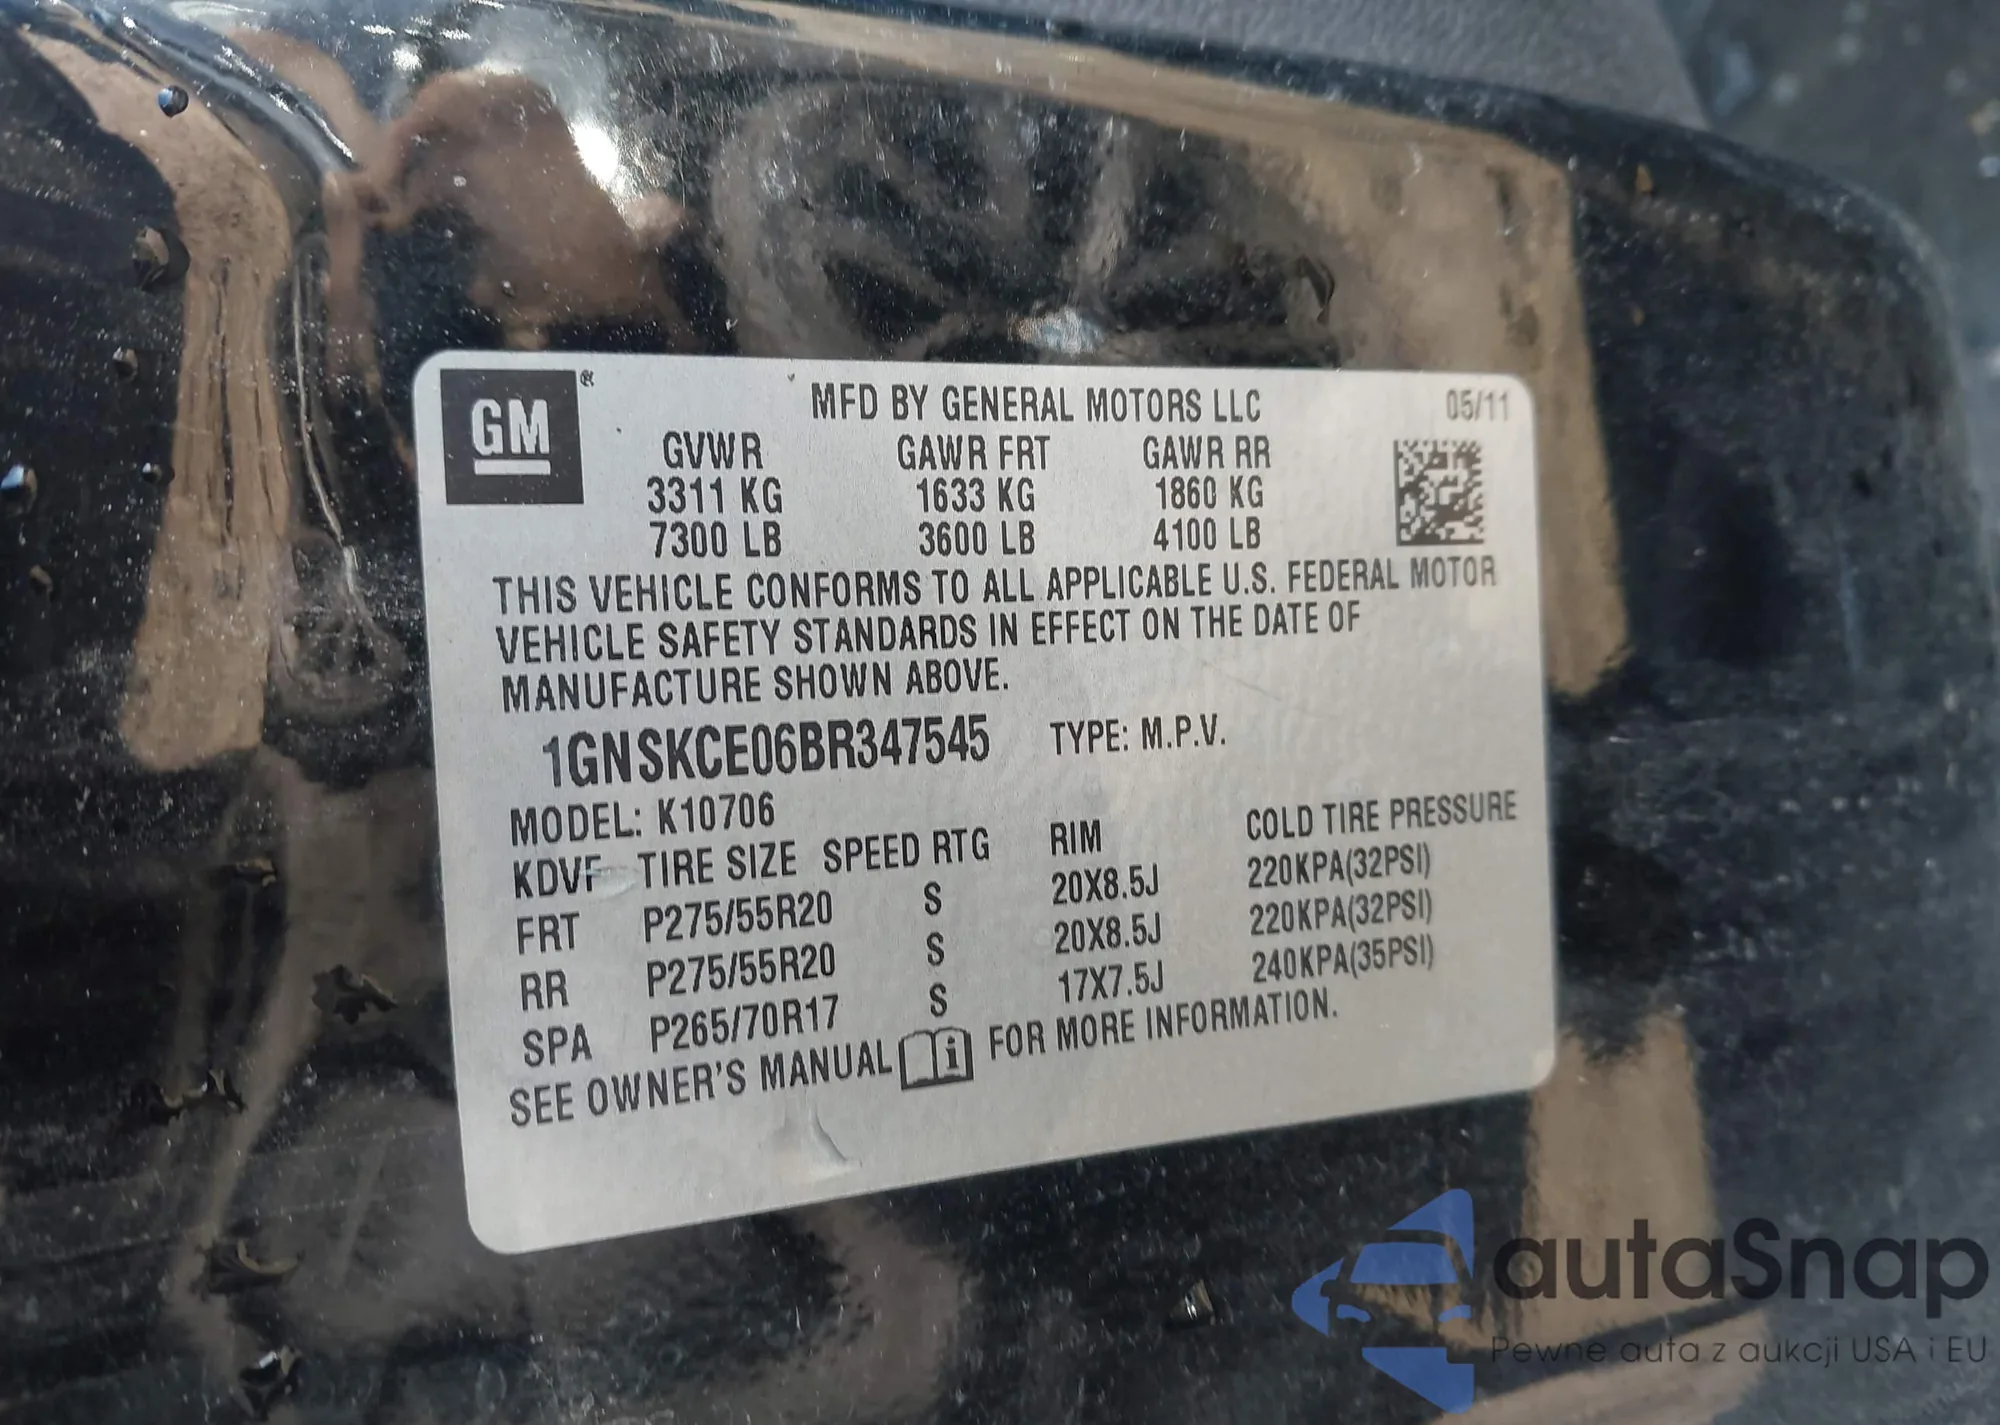 GM®
MFD BY GENERAL MOTORS LLC 05/11
GVWR GAWR FRT GAWR RR
3311 KG 1633 KG 1860 KG
7300 LB 3600 LB 4100 LB
THIS VEHICLE CONFORMS TO ALL APPLICABLE U.S. FEDERAL MOTOR
VEHICLE SAFETY STANDARDS IN EFFECT ON THE DATE OF
MANUFACTURE SHOWN ABOVE.
1GNSKCE06BR347545 TYPE: M.P.V.
MODEL: K10706
KDVF TIRE SIZE SPEED RTG RIM COLD TIRE PRESSURE
FRT P275/55R20 S 20X8.5J 220KPA(32PSI)
RR P275/55R20 S 20X8.5J 220KPA(32PSI)
SPA P265/70R17 S 17X7.5J 240KPA(35PSI)
SEE OWNER'S MANUAL i FOR MORE INFORMATION.
autaSnap
Pewne auta z aukcji USA i EU